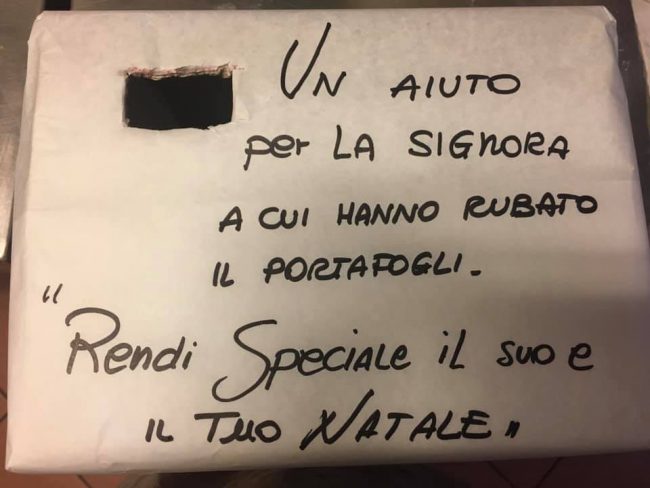 Un AIUTO
per LA SIGNORA
A CUI HANNO RUBATO
IL PORTAFOGLI.
"Rendi Speciale il suo e
IL TUO NATALE"